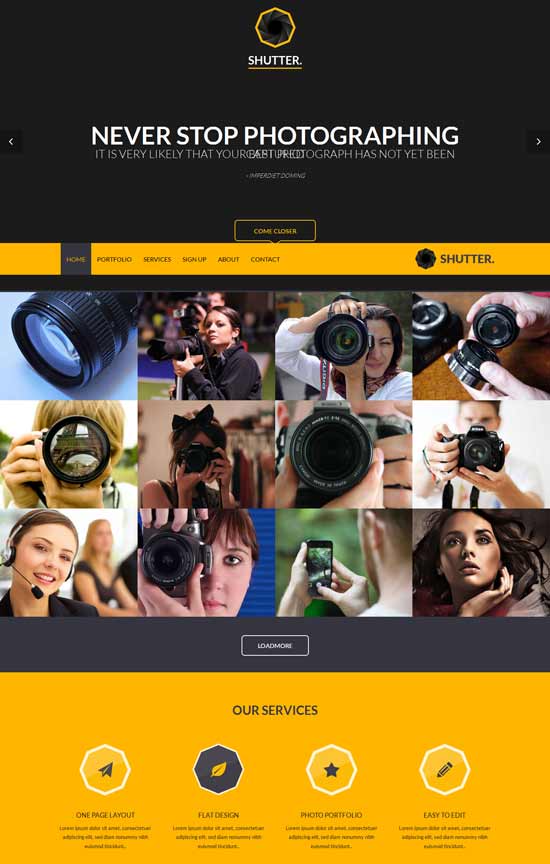 SHUTTER.
NEVER STOP PHOTOGRAPHING
IT IS VERY LIKELY THAT YOUR BEST PHOTOGRAPH HAS NOT YET BEEN
CAPTURED
- IMPERDIET DOMING
COME CLOSER
HOME PORTFOLIO SERVICES SIGN UP ABOUT CONTACT SHUTTER.
LOADMORE
OUR SERVICES
ONE PAGE LAYOUT FLAT DESIGN PHOTO PORTFOLIO EASY TO EDIT
Lorem ipsum dolor sit amet, consectetuer Lorem ipsum dolor sit amet, consectetuer Lorem ipsum dolor sit amet, consectetuer Lorem ipsum dolor sit amet, consectetuer
adipiscing elit, sed diam nonummy nibh adipiscing elit, sed diam nonummy nibh adipiscing elit, sed diam nonummy nibh adipiscing elit, sed diam nonummy nibh
euismod tincidunt.. euismod tincidunt.. euismod tincidunt.. euismod tincidunt..